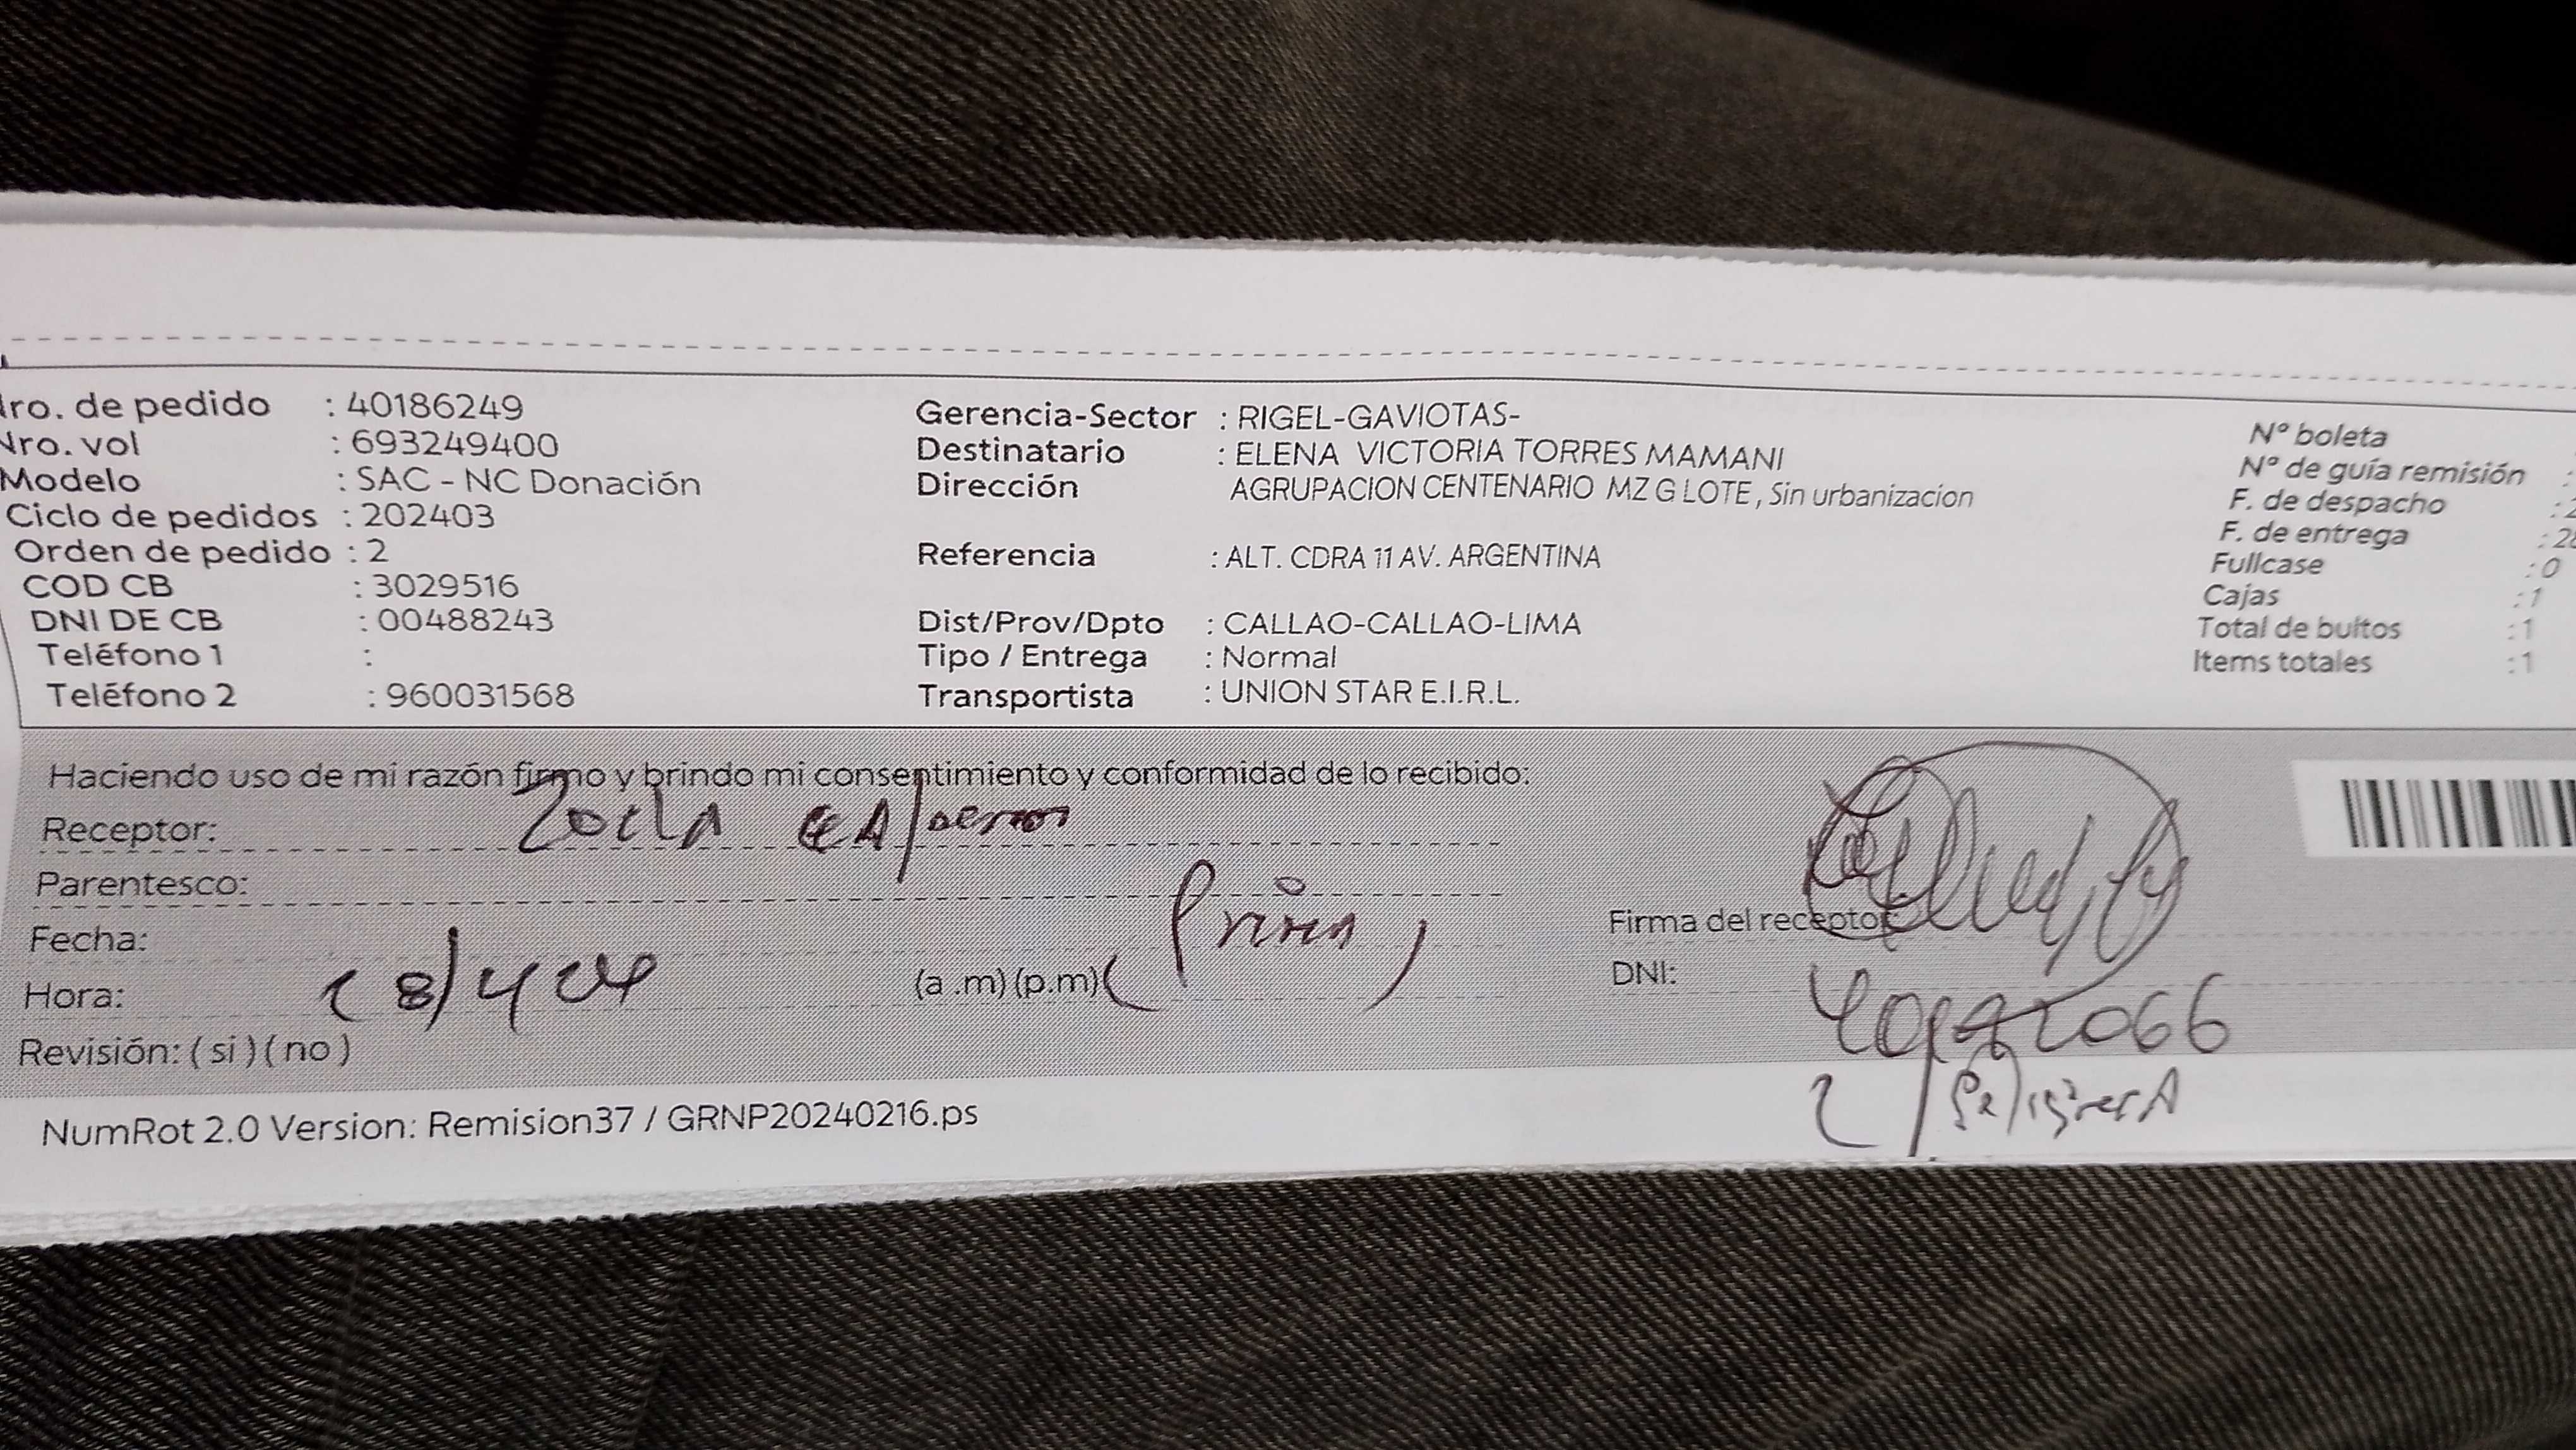 ro. de pedido : 40186249
Nro. vol : 693249400
Modelo : SAC - NC Donación
Ciclo de pedidos : 202403
Orden de pedido : 2
COD CB : 3029516
DNI DE CB : 00488243
Teléfono 1 :
Teléfono 2 : 960031568
Gerencia-Sector : RIGEL-GAVIOTAS-
Destinatario : ELENA VICTORIA TORRES MAMANI
Dirección AGRUPACION CENTENARIO MZ G LOTE , Sin urbanizacion
Referencia : ALT. CDRA 11 AV. ARGENTINA
Dist/Prov/Dpto : CALLAO-CALLAO-LIMA
Tipo / Entrega : Normal
Transportista : UNION STAR E.I.R.L.
N° boleta
N° de guía remisión :
F. de despacho : 2
F. de entrega : 28
Fullcase : 0
Cajas : 1
Total de bultos : 1
Items totales : 1
Haciendo uso de mi razón firmo y brindo mi consentimiento y conformidad de lo recibido:
Receptor: Zoila
Parentesco:
Fecha:
Hora: (a .m) (p.m) (Prima)
Revisión: ( si ) ( no )
Firma del receptor:
DNI:
NumRot 2.0 Version: Remision37 / GRNP20240216.ps